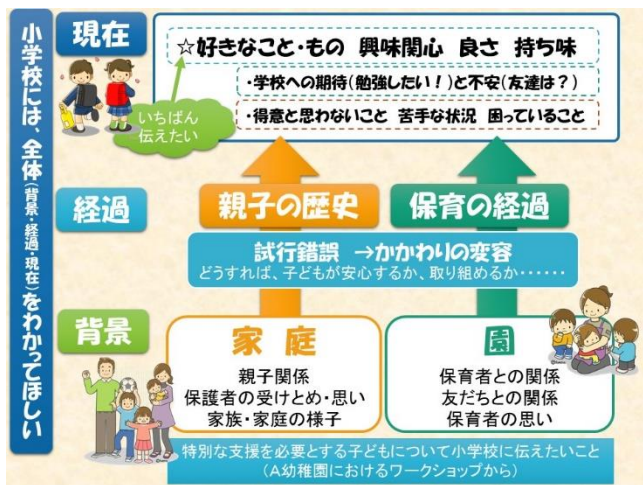 小学校には、全体(背景・経過・現在)をわかってほしい
現在
☆好きなこと・もの 興味関心 良さ 持ち味
・学校への期待(勉強したい!)と不安(友達は?)
・得意と思わないこと 苦手な状況 困っていること
いちばん
伝えたい
経過
親子の歴史
保育の経過
試行錯誤 →かかわりの変容
どうすれば、子どもが安心するか、取り組めるか‥‥‥
背景
家庭
親子関係
保護者の受けとめ・思い
家族・家庭の様子
園
保育者との関係
友だちとの関係
保育者の思い
特別な支援を必要とする子どもについて小学校に伝えたいこと
(A幼稚園におけるワークショップから)